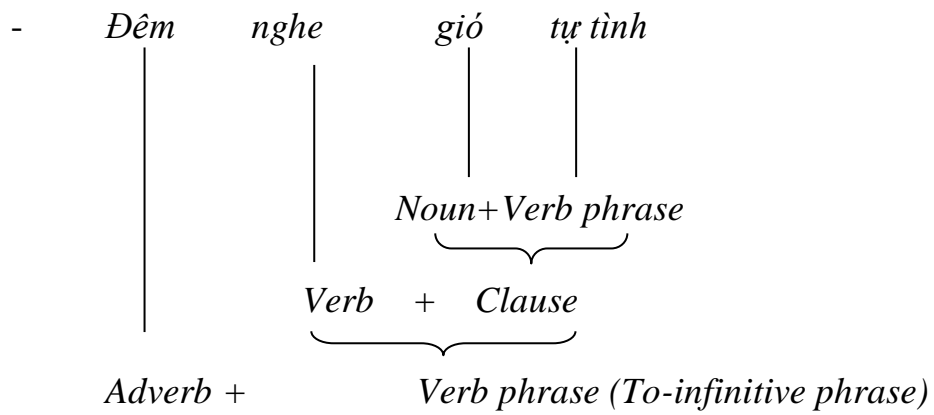 - Đêm nghe gió tự tình
Noun+Verb phrase
Verb + Clause
Adverb + Verb phrase (To-infinitive phrase)